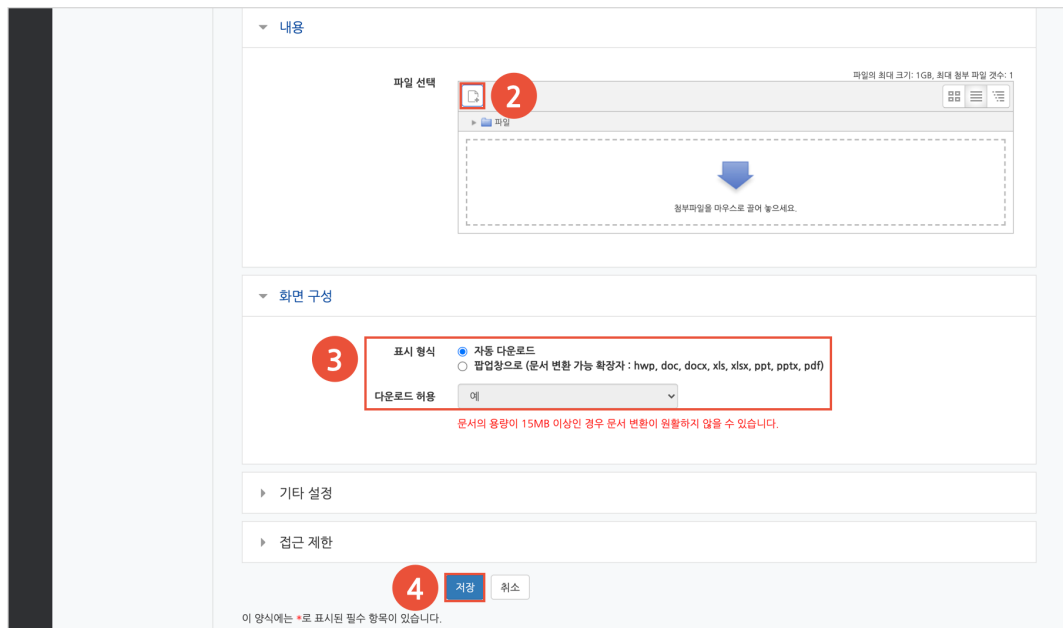 내용
파일의 최대 크기: 1GB, 최대 첨부 파일 갯수: 1
파일 선택
2
파일
첨부파일을 마우스로 끌어 놓으세요.
화면 구성
3
표시 형식
자동 다운로드
팝업창으로 (문서 변환 가능 확장자 : hwp, doc, docx, xls, xlsx, ppt, pptx, pdf)
다운로드 허용
예
문서의 용량이 15MB 이상인 경우 문서 변환이 원활하지 않을 수 있습니다.
기타 설정
접근 제한
4
저장
취소
이 양식에는 *로 표시된 필수 항목이 있습니다.